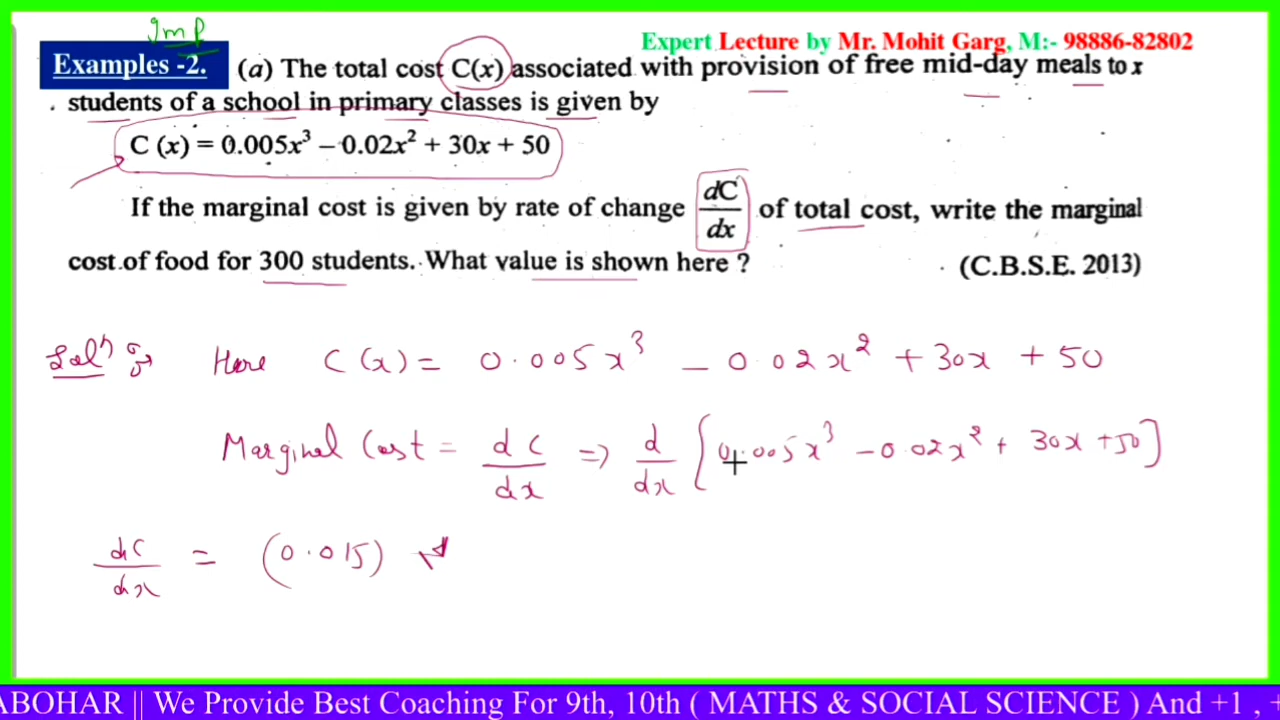 Imp
Expert Lecture by Mr. Mohit Garg, M:- 98886-82802
Examples -2. (a) The total cost C(x) associated with provision of free mid-day meals to x
students of a school in primary classes is given by
C (x) = 0.005x³ – 0.02x² + 30x + 50
If the marginal cost is given by rate of change dC/dx of total cost, write the marginal
cost of food for 300 students. What value is shown here ?
(C.B.S.E. 2013)
Solⁿ Here C(x) = 0.005x³ – 0.02x² + 30x + 50
Marginal Cost = dC/dx => d/dx [0.005x³ – 0.02x² + 30x + 50]
dC/dx = (0.015)
ABOHAR || We Provide Best Coaching For 9th, 10th ( MATHS & SOCIAL SCIENCE ) And +1 , +